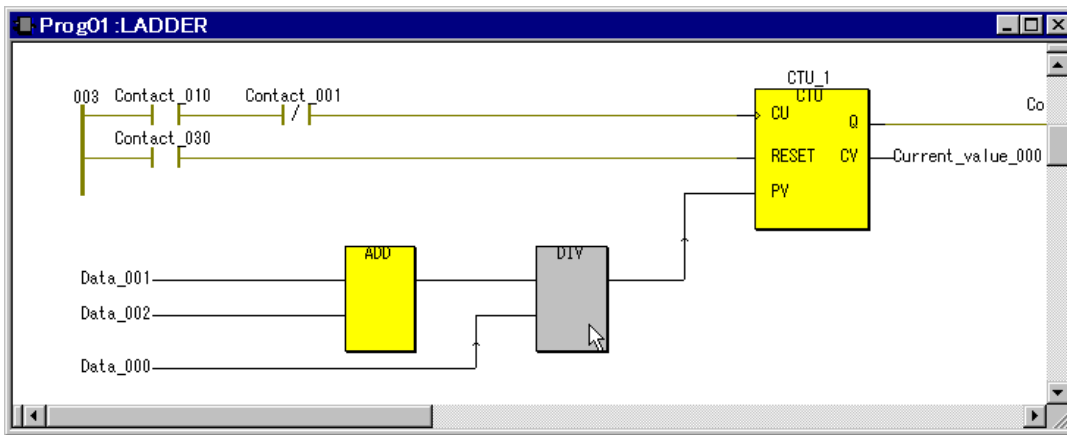 Prog01 :LADDER
CTU_1
003 Contact_010 Contact_001
CTU
Co
CU
Q
Contact_030
RESET CV Current_value_000
PV
ADD DIV
Data_001
Data_002
Data_000